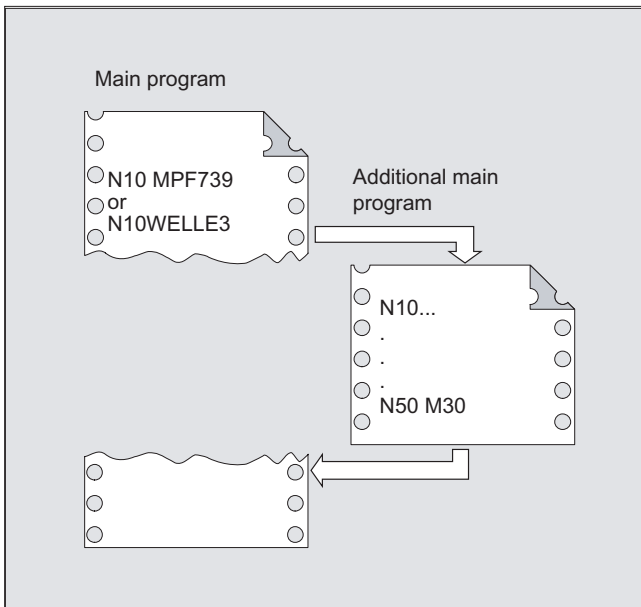 Main program
N10 MPF739
or
N10WELLE3
Additional main
program
N10...
.
.
.
N50 M30